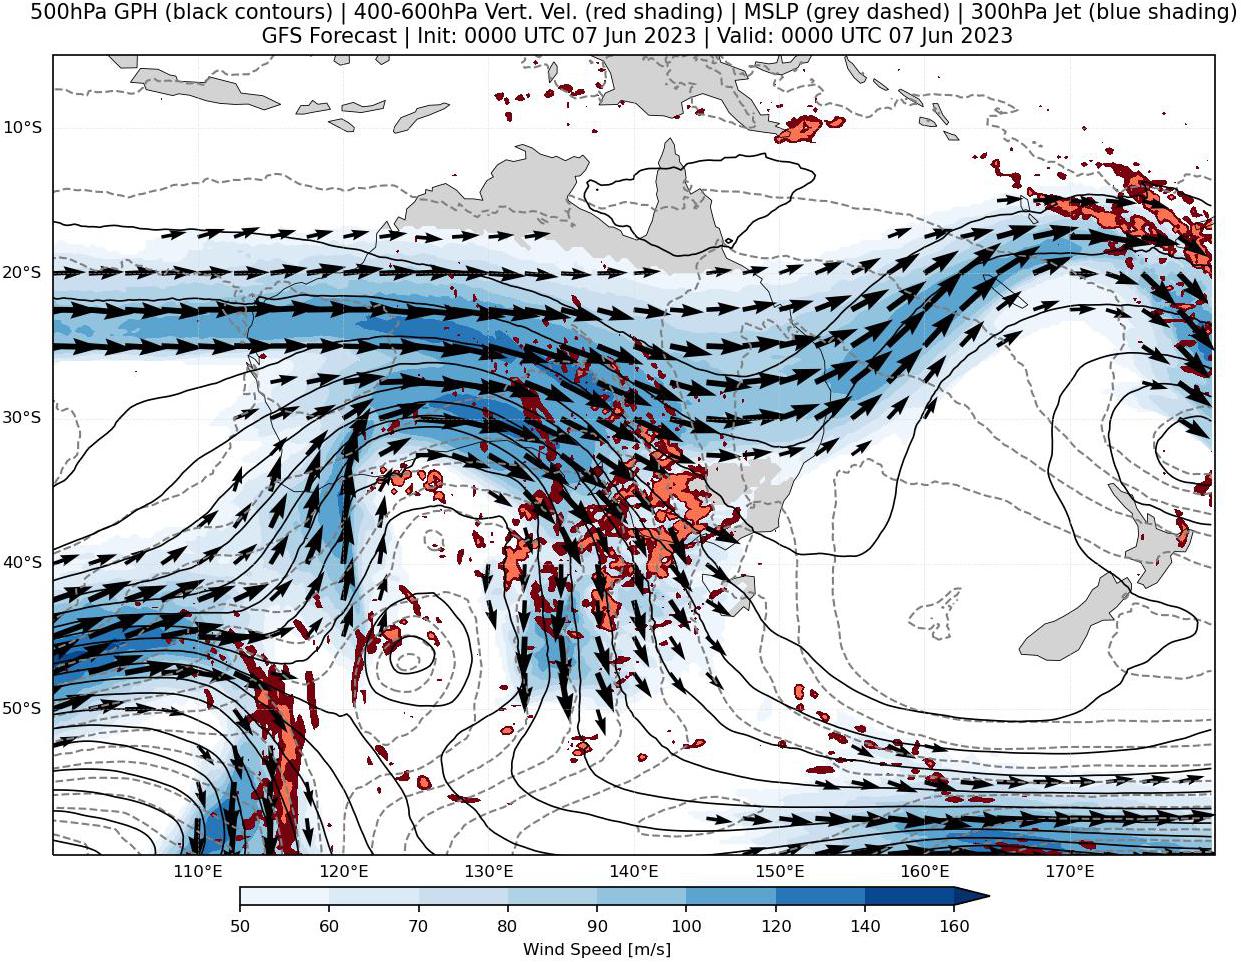 500hPa GPH (black contours) | 400-600hPa Vert. Vel. (red shading) | MSLP (grey dashed) | 300hPa Jet (blue shading)
GFS Forecast | Init: 0000 UTC 07 Jun 2023 | Valid: 0000 UTC 07 Jun 2023
10°S
20°S
30°S
40°S
50°S
110°E 120°E 130°E 140°E 150°E 160°E 170°E
50 60 70 80 90 100 120 140 160
Wind Speed [m/s]